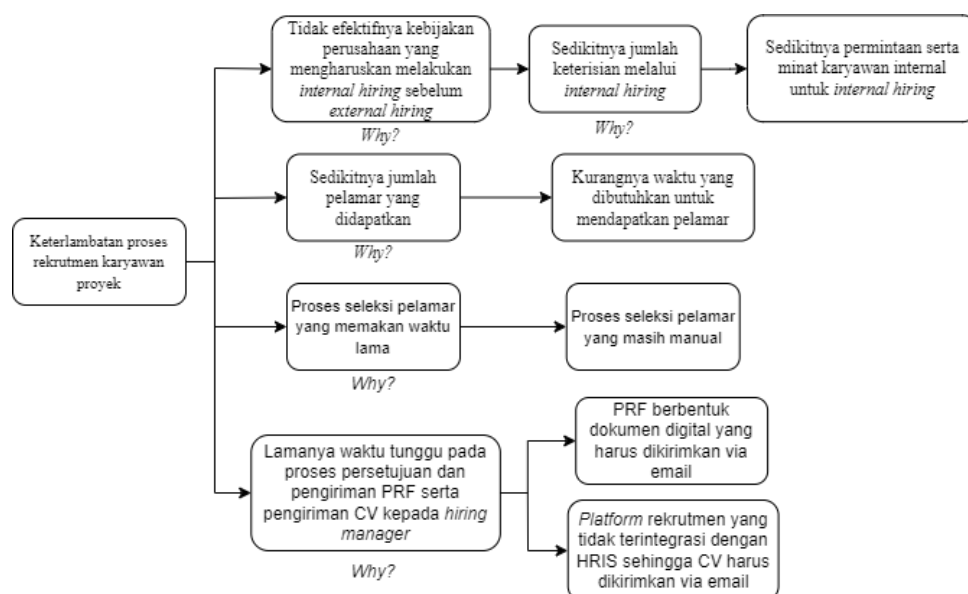 Tidak efektifnya kebijakan
perusahaan yang
mengharuskan melakukan
internal hiring sebelum
external hiring
Why?
Sedikitnya jumlah
keterisian melalui
internal hiring
Why?
Sedikitnya permintaan serta
minat karyawan internal
untuk internal hiring
Sedikitnya jumlah
pelamar yang
didapatkan
Why?
Kurangnya waktu yang
dibutuhkan untuk
mendapatkan pelamar
Keterlambatan proses
rekrutmen karyawan
proyek
Proses seleksi pelamar
yang memakan waktu
lama
Why?
Proses seleksi pelamar
yang masih manual
Lamanya waktu tunggu pada
proses persetujuan dan
pengiriman PRF serta
pengiriman CV kepada hiring
manager
Why?
PRF berbentuk
dokumen digital yang
harus dikirimkan via
email
Platform rekrutmen yang
tidak terintegrasi dengan
HRIS sehingga CV harus
dikirimkan via email